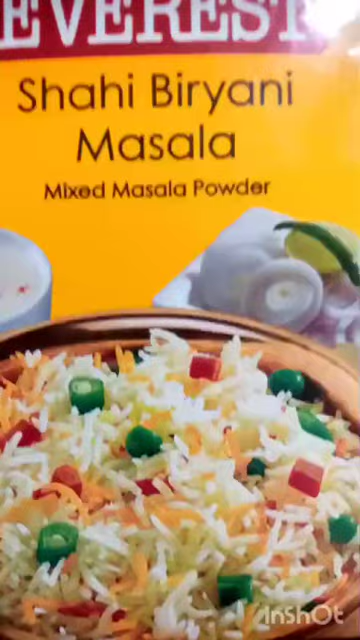 EVEREST
Shahi Biryani
Masala
Mixed Masala Powder
InShOt